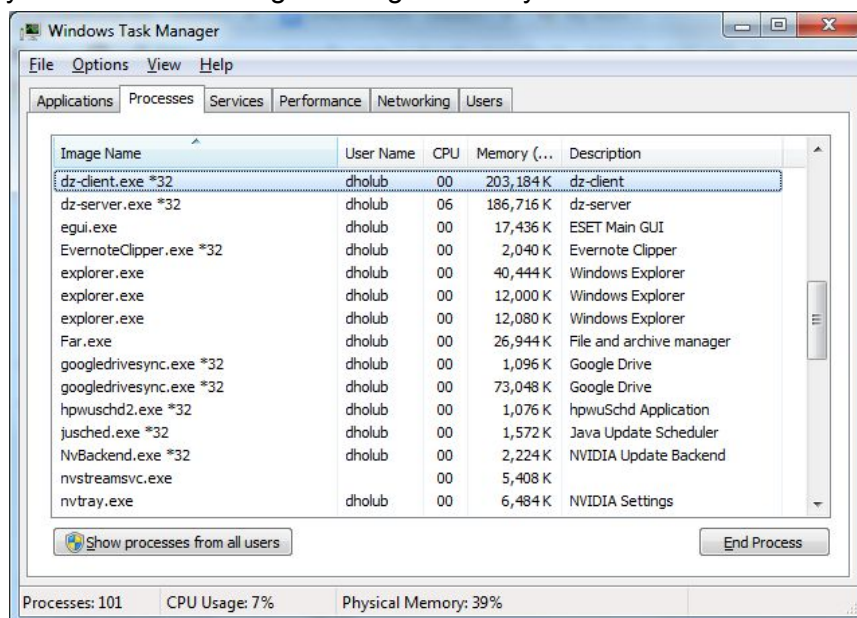 Windows Task Manager
File Options View Help
Applications Processes Services Performance Networking Users
Image Name User Name CPU Memory (... Description
dz-client.exe *32 dholub 00 203,184 K dz-client
dz-server.exe *32 dholub 06 186,716 K dz-server
egui.exe dholub 00 17,436 K ESET Main GUI
EvernoteClipper.exe *32 dholub 00 2,040 K Evernote Clipper
explorer.exe dholub 00 40,444 K Windows Explorer
explorer.exe dholub 00 12,000 K Windows Explorer
explorer.exe dholub 00 12,080 K Windows Explorer
Far.exe dholub 00 26,944 K File and archive manager
googledrivesync.exe *32 dholub 00 1,096 K Google Drive
googledrivesync.exe *32 dholub 00 73,048 K Google Drive
hpwuschd2.exe *32 dholub 00 1,076 K hpwuSchd Application
jusched.exe *32 dholub 00 1,572 K Java Update Scheduler
NvBackend.exe *32 dholub 00 2,224 K NVIDIA Update Backend
nvstreamsvc.exe 00 5,408 K
nvtray.exe dholub 00 6,484 K NVIDIA Settings
Show processes from all users End Process
Processes: 101 CPU Usage: 7% Physical Memory: 39%